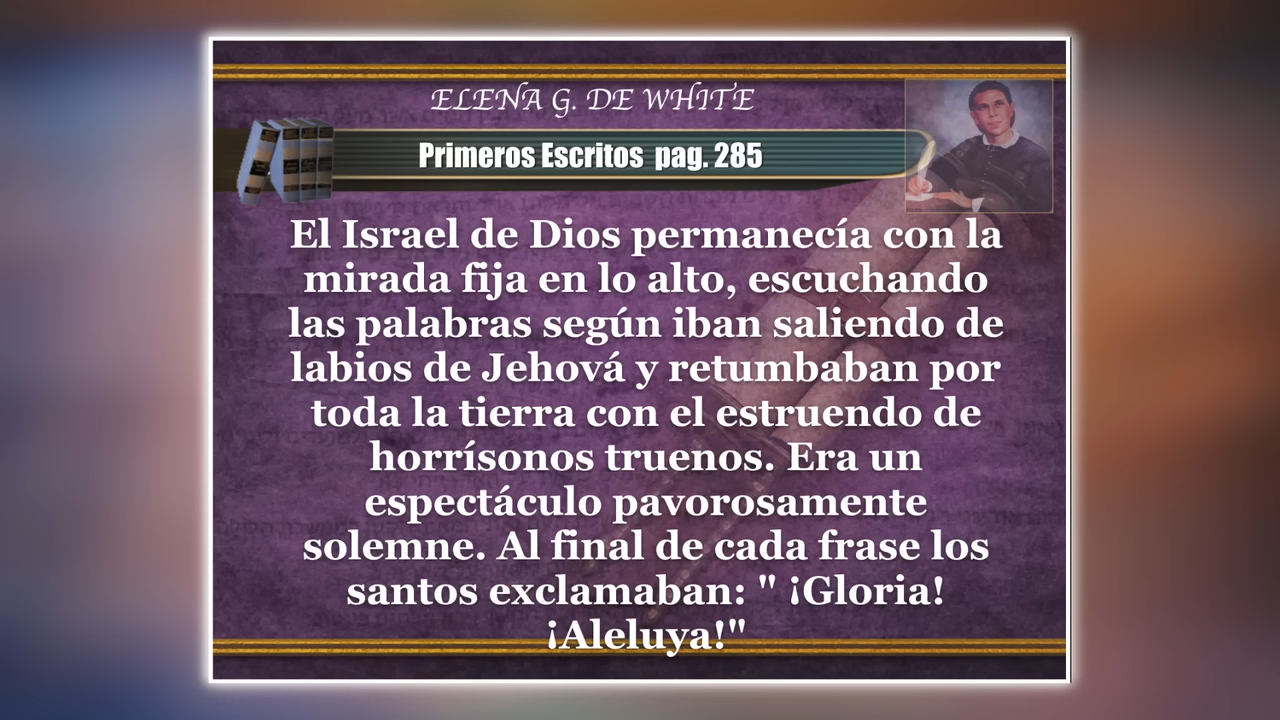 ELENA G. DE WHITE
Primeros Escritos pag. 285
El Israel de Dios permanecía con la
mirada fija en lo alto, escuchando
las palabras según iban saliendo de
labios de Jehová y retumbaban por
toda la tierra con el estruendo de
horrísonos truenos. Era un
espectáculo pavorosamente
solemne. Al final de cada frase los
santos exclamaban: " ¡Gloria!
¡Aleluya!"